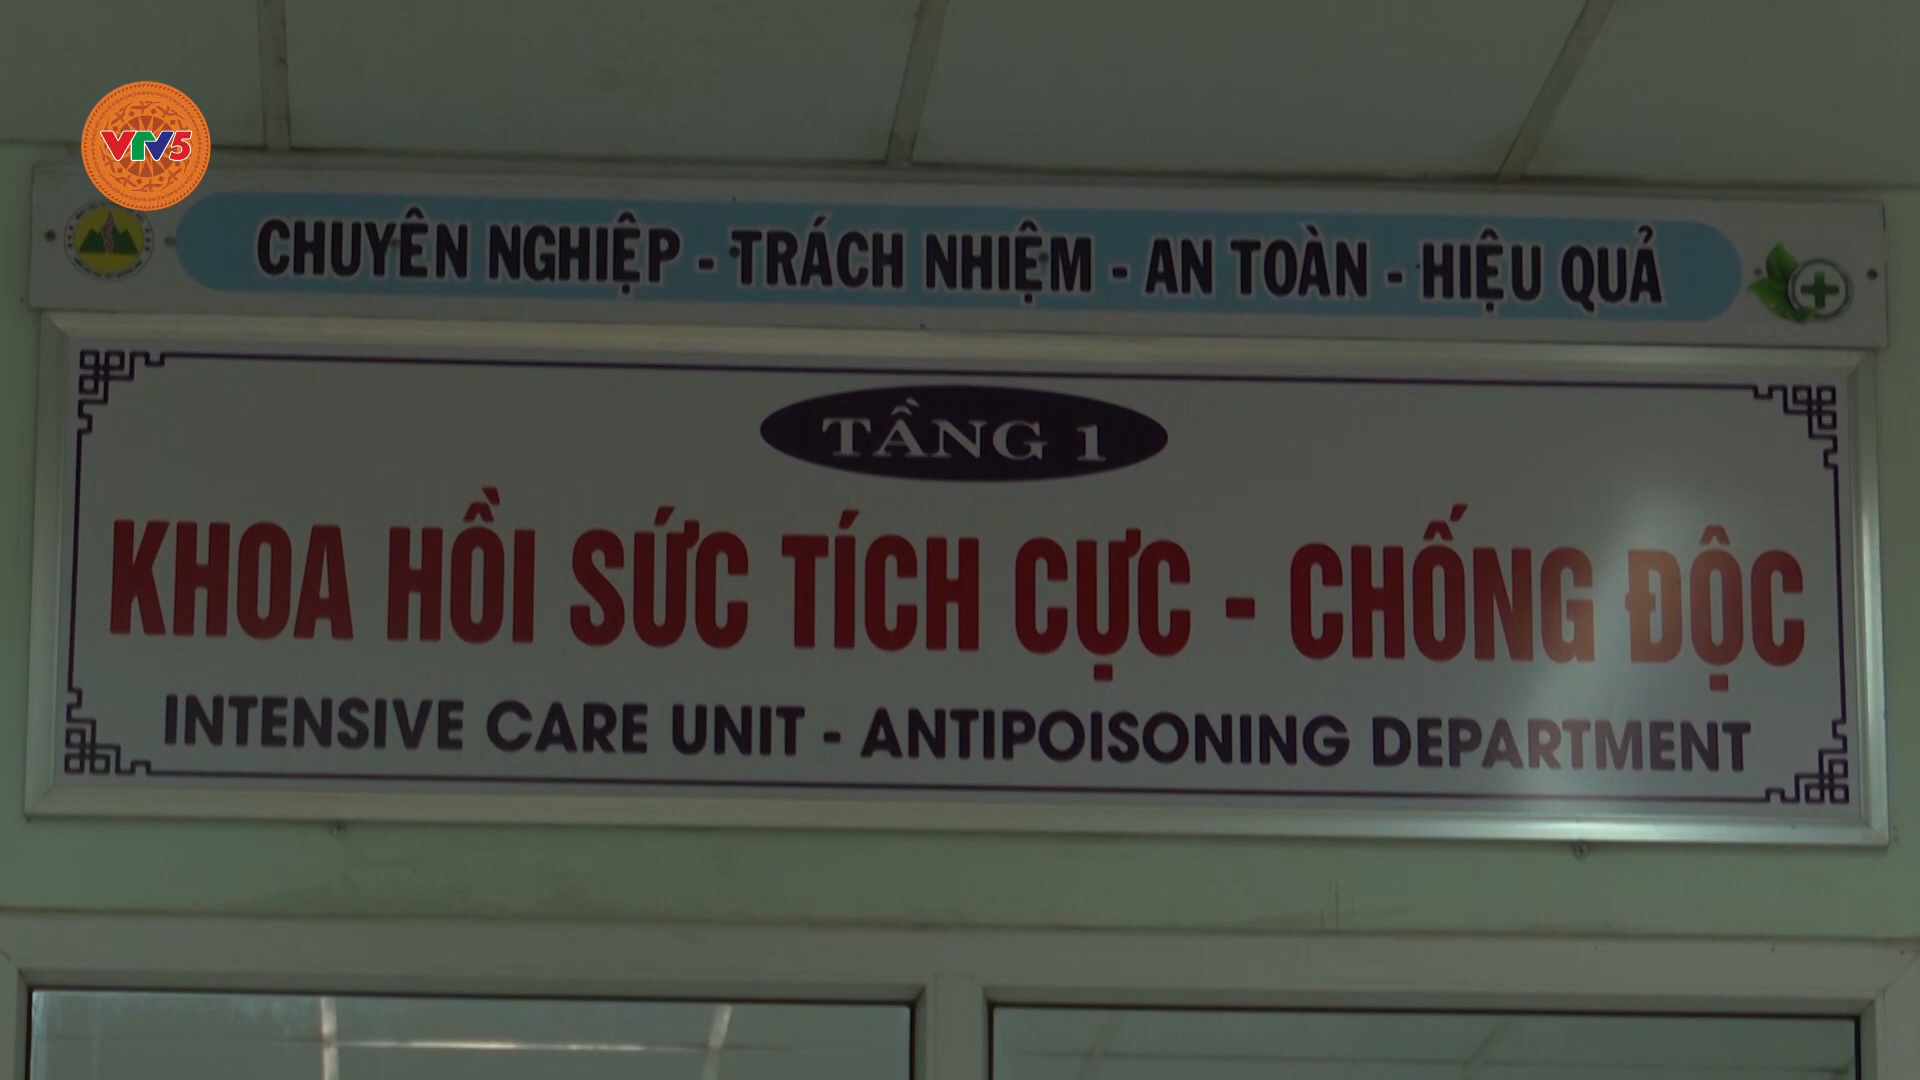 VTV5
CHUYÊN NGHIỆP - TRÁCH NHIỆM - AN TOÀN - HIỆU QUẢ
TẦNG 1
KHOA HỒI SỨC TÍCH CỰC - CHỐNG ĐỘC
INTENSIVE CARE UNIT - ANTIPOISONING DEPARTMENT